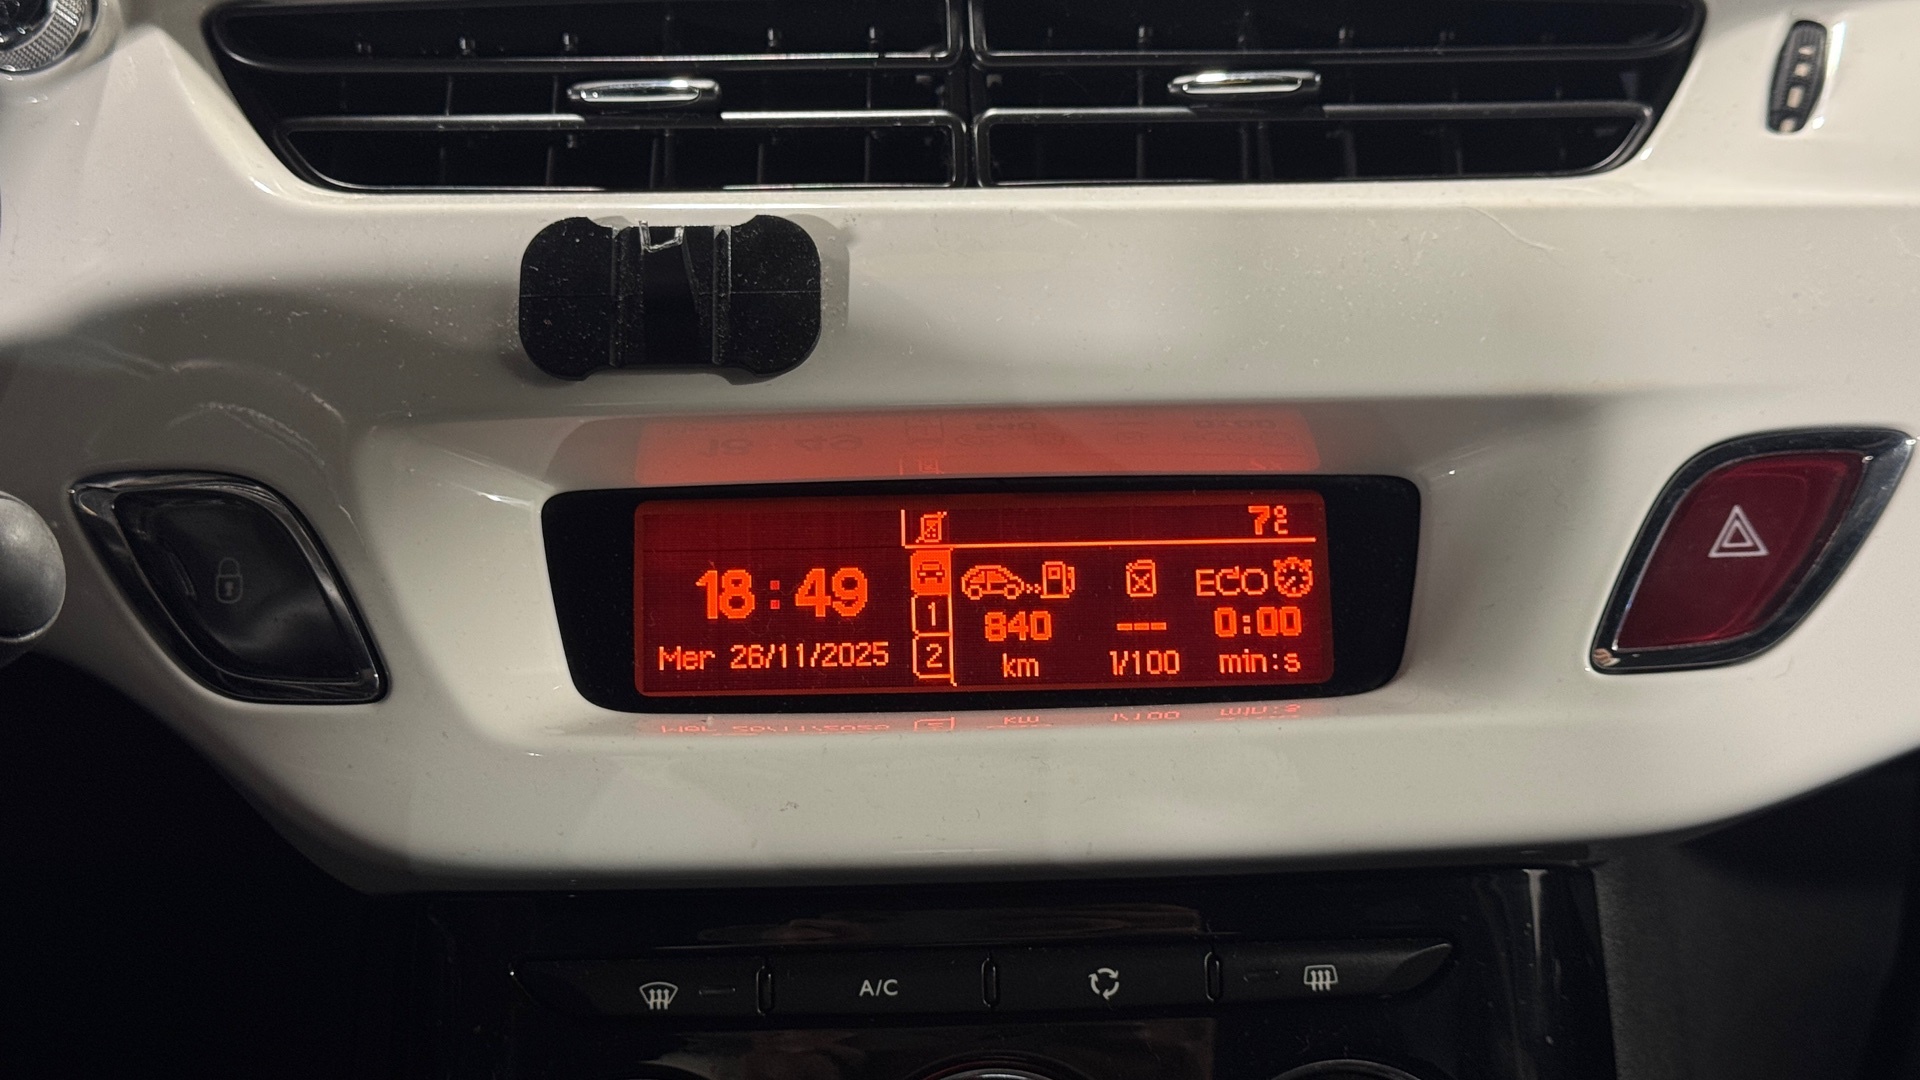 7°C
18:49
Mer 26/11/2025
1
2
ECO
840
---
0:00
km
l/100
min:s
A/C